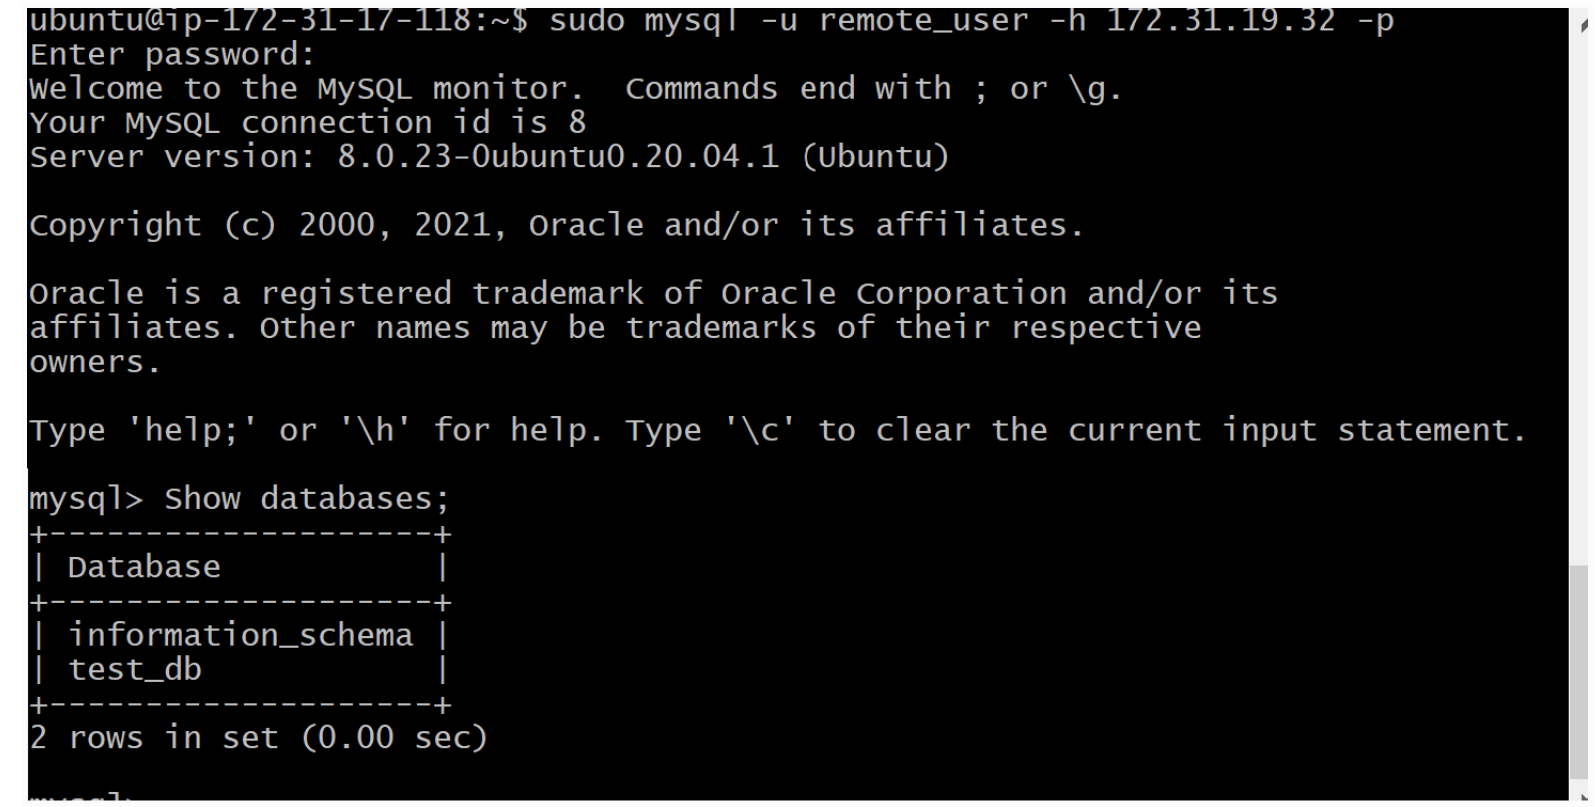 ubuntu@ip-172-31-17-118:~$ sudo mysql -u remote_user -h 172.31.19.32 -p
Enter password:
Welcome to the MySQL monitor.  Commands end with ; or \g.
Your MySQL connection id is 8
Server version: 8.0.23-0ubuntu0.20.04.1 (Ubuntu)

Copyright (c) 2000, 2021, Oracle and/or its affiliates.

Oracle is a registered trademark of Oracle Corporation and/or its
affiliates. Other names may be trademarks of their respective
owners.

Type 'help;' or '\h' for help. Type '\c' to clear the current input statement.

mysql> Show databases;
+--------------------+
| Database           |
+--------------------+
| information_schema |
| test_db            |
+--------------------+
2 rows in set (0.00 sec)

mysql>